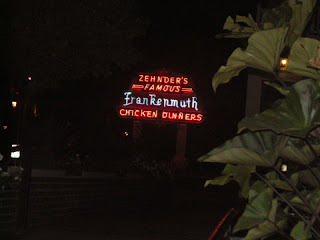 ZEHNDER'S
FAMOUS
Frankenmuth
CHICKEN DINNERS